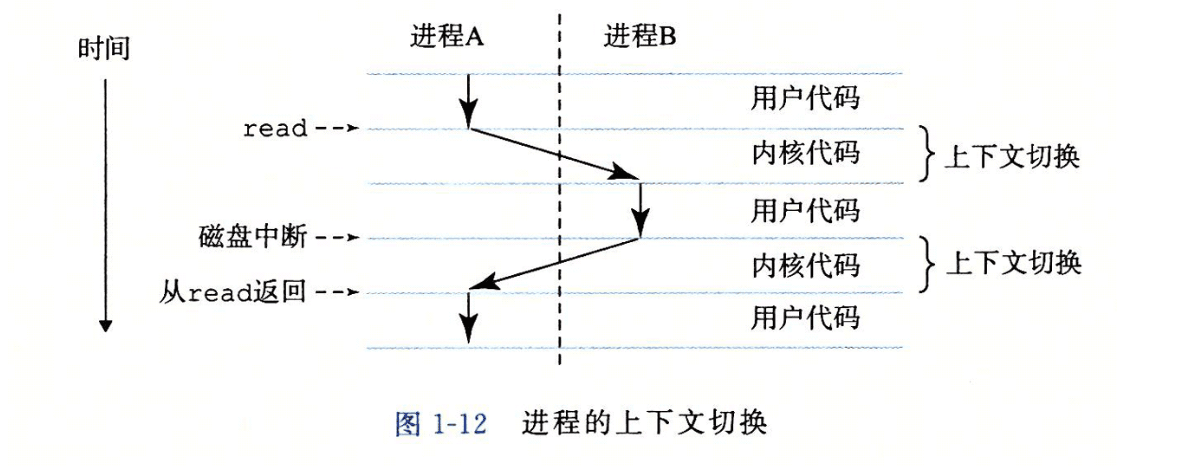 进程A 进程B
时间
用户代码
read
内核代码 上下文切换
用户代码
磁盘中断
内核代码 上下文切换
从read返回
用户代码
图 1-12 进程的上下文切换